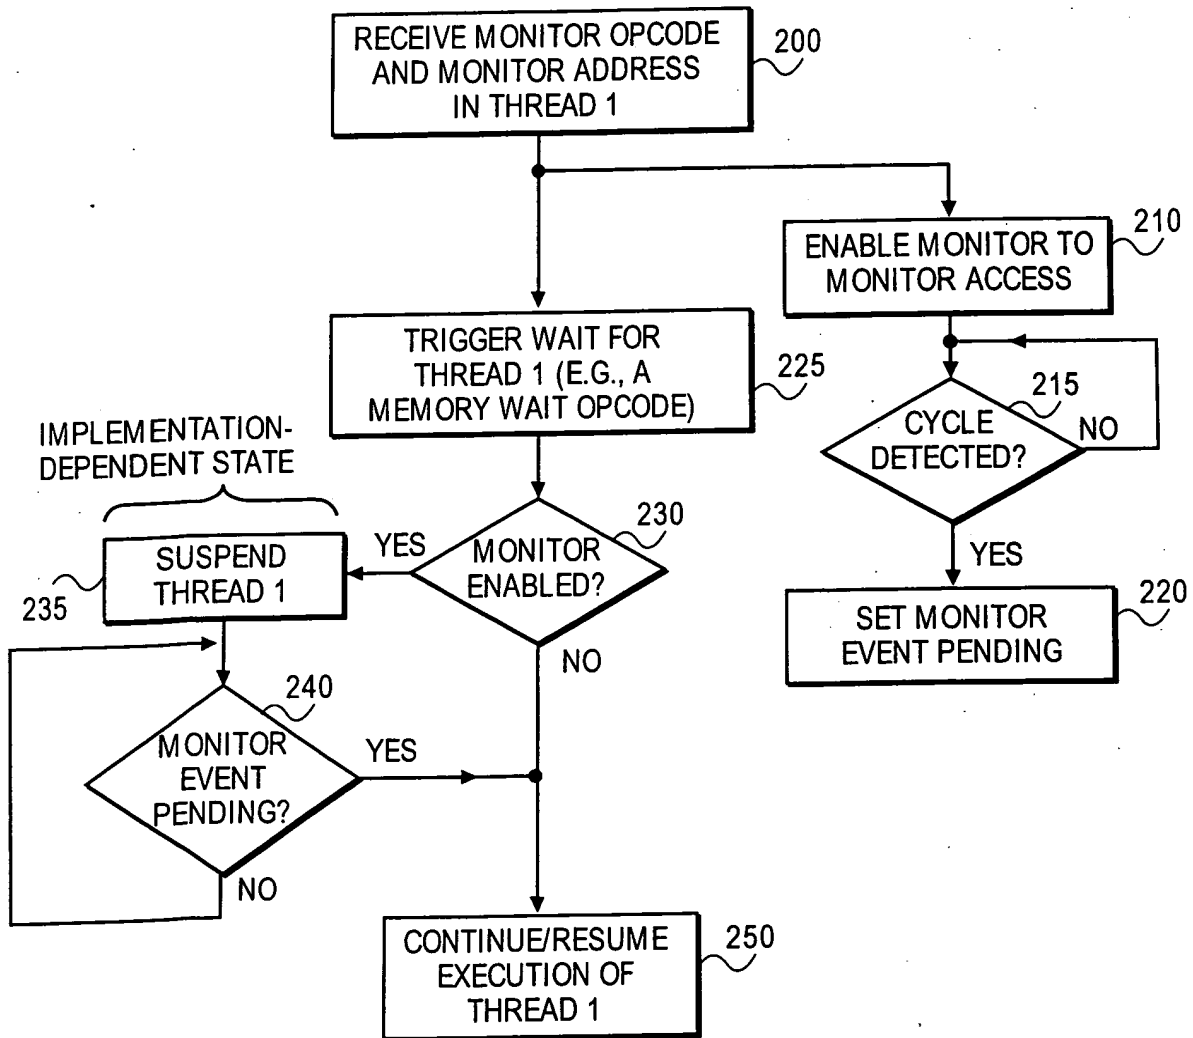 RECEIVE MONITOR OPCODE
AND MONITOR ADDRESS
IN THREAD 1
200
ENABLE MONITOR TO
MONITOR ACCESS
210
TRIGGER WAIT FOR
THREAD 1 (E.G., A
MEMORY WAIT OPCODE)
225
CYCLE
DETECTED?
215
NO
YES
SET MONITOR
EVENT PENDING
220
IMPLEMENTATION-
DEPENDENT STATE
MONITOR
ENABLED?
230
YES
NO
SUSPEND
THREAD 1
235
MONITOR
EVENT
PENDING?
240
YES
NO
CONTINUE/RESUME
EXECUTION OF
THREAD 1
250